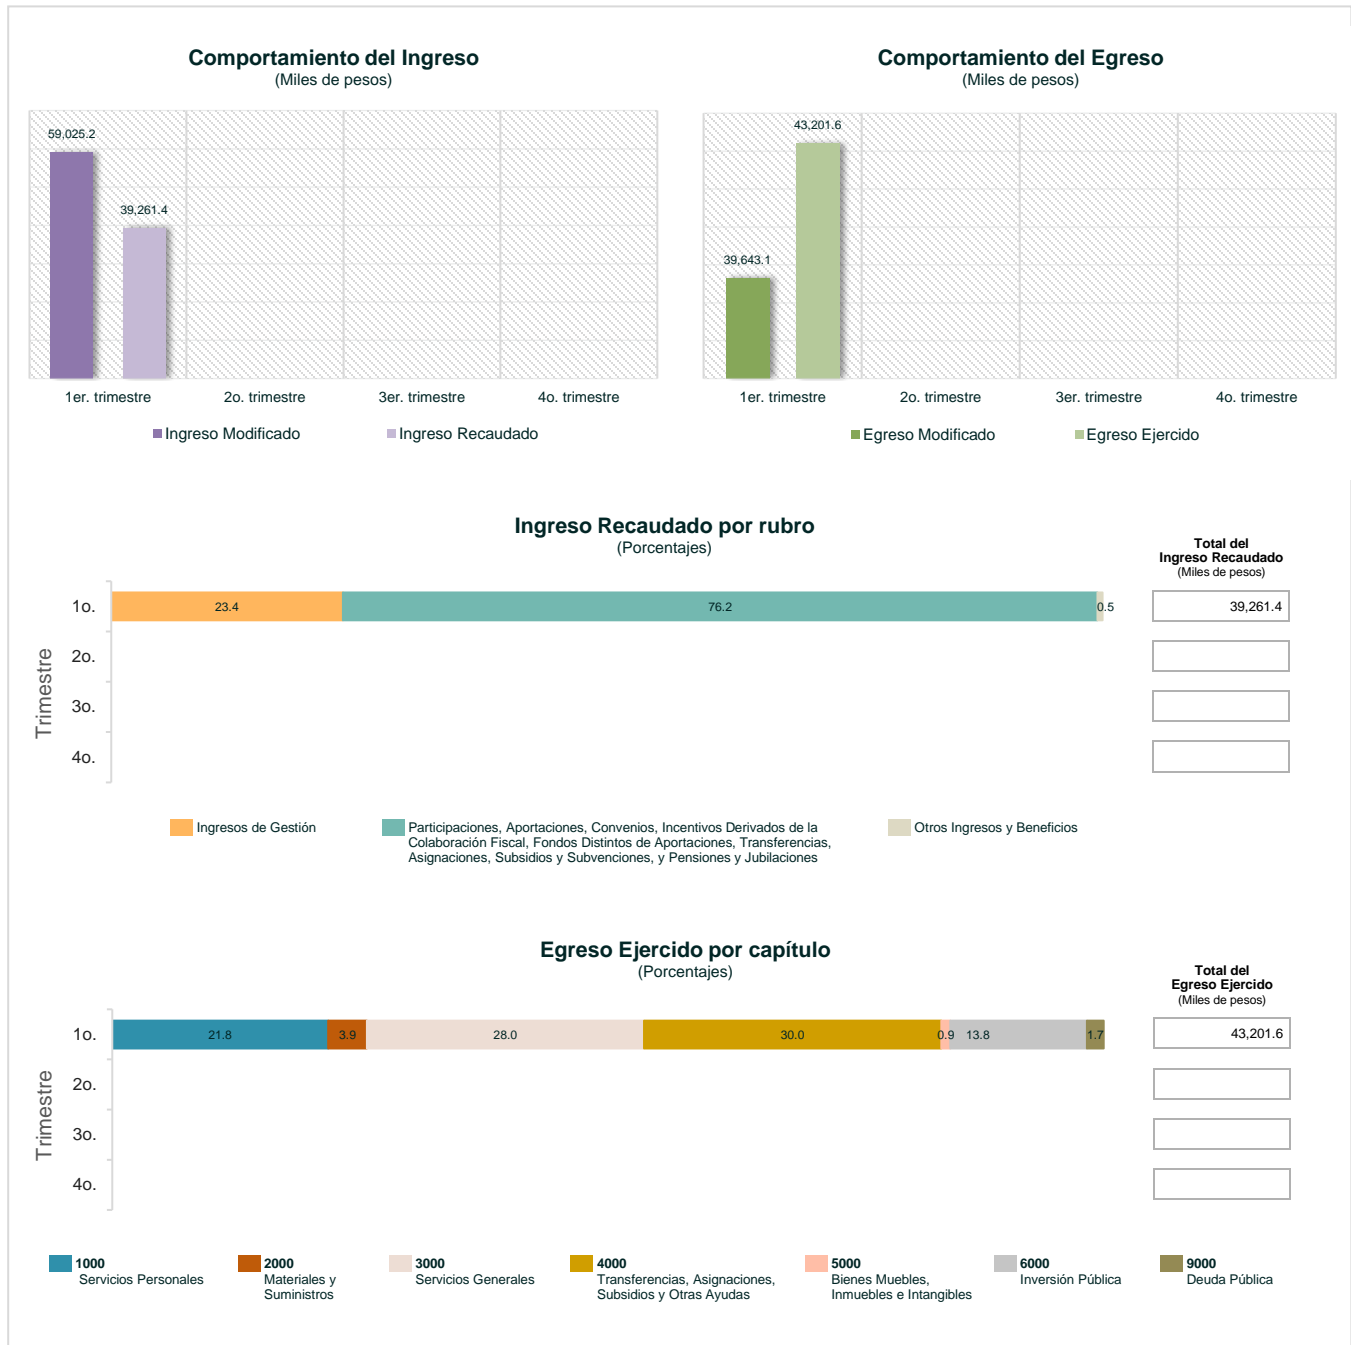 Comportamiento del Ingreso
(Miles de pesos)
59,025.2
39,261.4
1er. trimestre
2o. trimestre
3er. trimestre
4o. trimestre
Ingreso Modificado
Ingreso Recaudado
Comportamiento del Egreso
(Miles de pesos)
43,201.6
39,643.1
1er. trimestre
2o. trimestre
3er. trimestre
4o. trimestre
Egreso Modificado
Egreso Ejercido
Ingreso Recaudado por rubro
(Porcentajes)
Total del
Ingreso Recaudado
(Miles de pesos)
Trimestre
1o.
23.4
76.2
0.5
39,261.4
2o.
3o.
4o.
Ingresos de Gestión
Participaciones, Aportaciones, Convenios, Incentivos Derivados de la
Colaboración Fiscal, Fondos Distintos de Aportaciones, Transferencias,
Asignaciones, Subsidios y Subvenciones, y Pensiones y Jubilaciones
Otros Ingresos y Beneficios
Egreso Ejercido por capítulo
(Porcentajes)
Total del
Egreso Ejercido
(Miles de pesos)
Trimestre
1o.
21.8
3.9
28.0
30.0
0.9
13.8
1.7
43,201.6
2o.
3o.
4o.
1000
Servicios Personales
2000
Materiales y
Suministros
3000
Servicios Generales
4000
Transferencias, Asignaciones,
Subsidios y Otras Ayudas
5000
Bienes Muebles,
Inmuebles e Intangibles
6000
Inversión Pública
9000
Deuda Pública